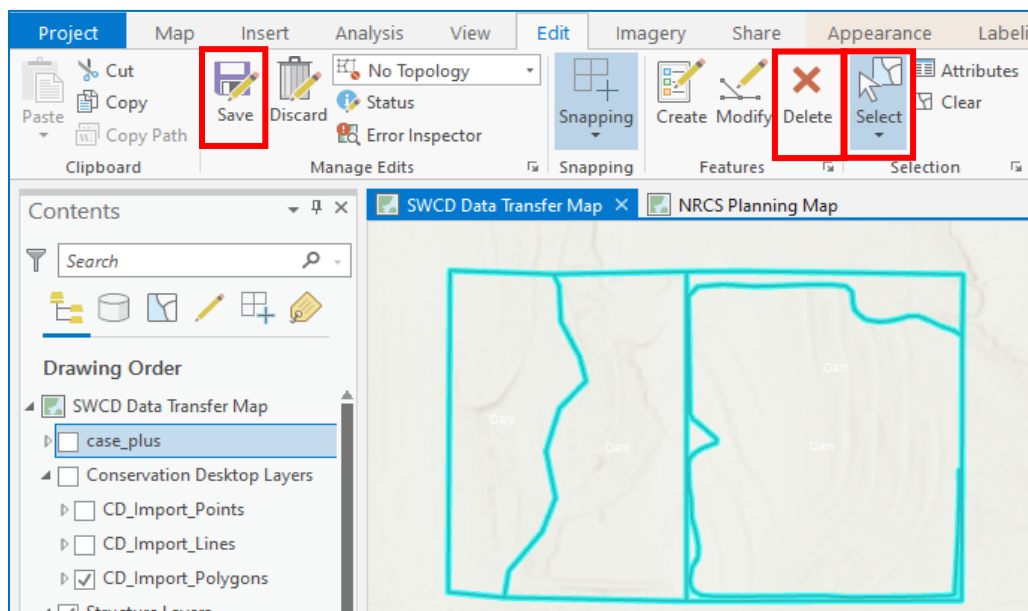 Project Map Insert Analysis View Edit Imagery Share Appearance Labeli
Paste
Cut
Copy
Copy Path
Clipboard
Save
Discard
No Topology
Status
Error Inspector
Manage Edits
Snapping
Snapping
Create
Modify
Delete
Features
Select
Attributes
Clear
Selection
Contents
Search
Drawing Order
SWCD Data Transfer Map
case_plus
Conservation Desktop Layers
CD_Import_Points
CD_Import_Lines
CD_Import_Polygons
Structure Layers
SWCD Data Transfer Map
NRCS Planning Map
Dam
Dam
Dam
Dam